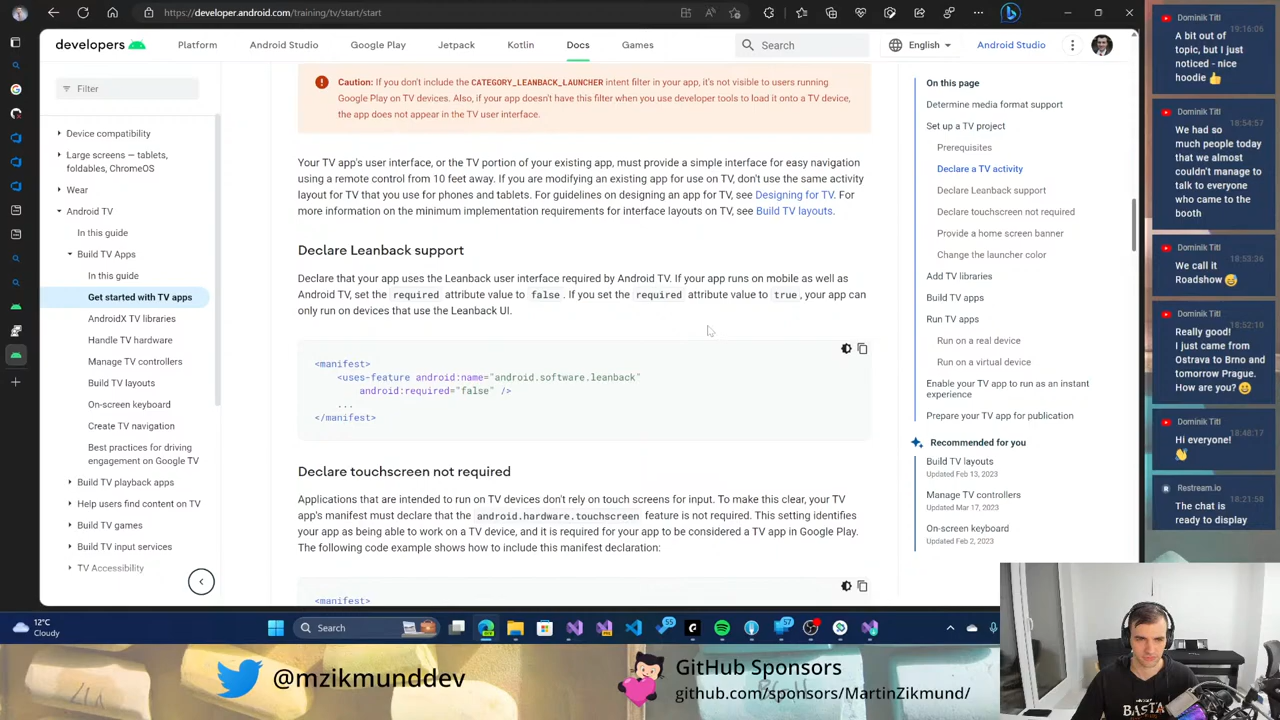 https://developer.android.com/training/tv/start/start
developers
Platform
Android Studio
Google Play
Jetpack
Kotlin
Docs
Games
Search
English
Android Studio
Filter
Device compatibility
Large screens — tablets,
foldables, ChromeOS
Wear
Android TV
In this guide
Build TV Apps
In this guide
Get started with TV apps
AndroidX TV libraries
Handle TV hardware
Manage TV controllers
Build TV layouts
On-screen keyboard
Create TV navigation
Best practices for driving
engagement on Google TV
Build TV playback apps
Help users find content on TV
Build TV games
Build TV input services
TV Accessibility
Caution: If you don't include the CATEGORY_LEANBACK_LAUNCHER intent filter in your app, it's not visible to users running
Google Play on TV devices. Also, if your app doesn't have this filter when you use developer tools to load it onto a TV device,
the app does not appear in the TV user interface.
Your TV app's user interface, or the TV portion of your existing app, must provide a simple interface for easy navigation
using a remote control from 10 feet away. If you are modifying an existing app for use on TV, don't use the same activity
layout for TV that you use for phones and tablets. For guidelines on designing an app for TV, see Designing for TV. For
more information on the minimum implementation requirements for interface layouts on TV, see Build TV layouts.
Declare Leanback support
Declare that your app uses the Leanback user interface required by Android TV. If your app runs on mobile as well as
Android TV, set the required attribute value to false. If you set the required attribute value to true, your app can
only run on devices that use the Leanback UI.
<manifest>
<uses-feature android:name="android.software.leanback"
android:required="false" />
...
</manifest>
Declare touchscreen not required
Applications that are intended to run on TV devices don't rely on touch screens for input. To make this clear, your TV
app's manifest must declare that the android.hardware.touchscreen feature is not required. This setting identifies
your app as being able to work on a TV device, and it is required for your app to be considered a TV app in Google Play.
The following code example shows how to include this manifest declaration:
<manifest>
On this page
Determine media format support
Set up a TV project
Prerequisites
Declare a TV activity
Declare Leanback support
Declare touchscreen not required
Provide a home screen banner
Change the launcher color
Add TV libraries
Build TV apps
Run TV apps
Run on a real device
Run on a virtual device
Enable your TV app to run as an instant
experience
Prepare your TV app for publication
Recommended for you
Build TV layouts
Updated Feb 13, 2023
Manage TV controllers
Updated Mar 17, 2023
On-screen keyboard
Updated Feb 2, 2023
Dominik Titl
19:16:06
A bit out of
topic, but I just
noticed - nice
hoodie 👍
Dominik Titl
18:54:57
We had so
much people today
that we almost
couldn't manage to
talk to everyone
who came to the
booth
Dominik Titl
18:53:36
We call it
Roadshow 😅
Dominik Titl
18:52:10
Really good!
I just came from
Ostrava to Brno and
tomorrow Prague.
How are you? 😄
Dominik Titl
18:48:17
Hi everyone!
👋
Restream.io
18:21:58
The chat is
ready to display
12°C
Cloudy
Search
55
57
@mzikmunddev
GitHub Sponsors
github.com/sponsors/MartinZikmund/
BASTA